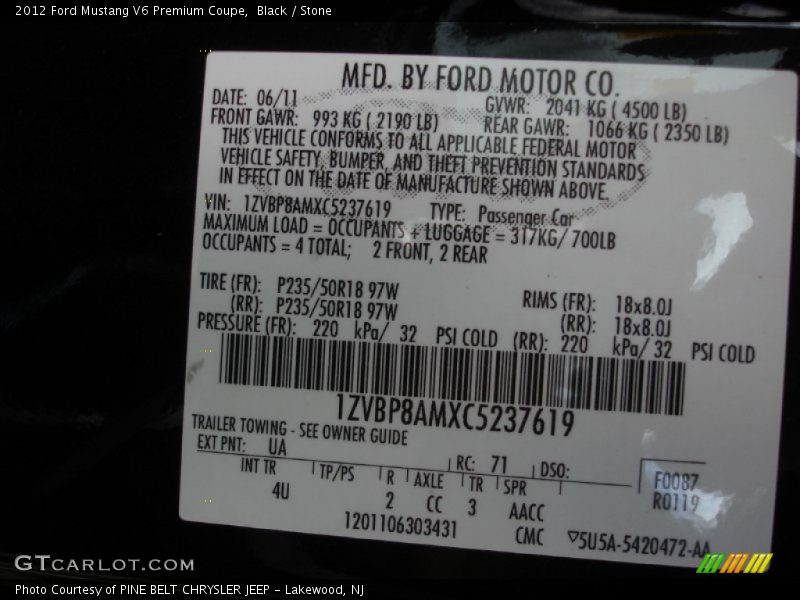 2012 Ford Mustang V6 Premium Coupe,  Black / Stone
MFD. BY FORD MOTOR CO.
DATE: 06/11 GVWR: 2041 KG ( 4500 LB)
FRONT GAWR: 993 KG ( 2190 LB) REAR GAWR: 1066 KG ( 2350 LB)
THIS VEHICLE CONFORMS TO ALL APPLICABLE FEDERAL MOTOR
VEHICLE SAFETY, BUMPER, AND THEFT PREVENTION STANDARDS
IN EFFECT ON THE DATE OF MANUFACTURE SHOWN ABOVE.
VIN: 1ZVBP8AMXC5237619 TYPE: Passenger Car
MAXIMUM LOAD = OCCUPANTS + LUGGAGE = 317KG/ 700LB
OCCUPANTS = 4 TOTAL; 2 FRONT, 2 REAR
TIRE (FR): P235/50R18 97W RIMS (FR): 18x8.0J
(RR): P235/50R18 97W (RR): 18x8.0J
PRESSURE (FR): 220 kPa/ 32 PSI COLD (RR): 220 kPa/ 32 PSI COLD
1ZVBP8AMXC5237619
TRAILER TOWING - SEE OWNER GUIDE
EXT PNT: UA RC: 71 DSO: F0087
INT TR TP/PS R AXLE TR SPR R0119
4U 2 CC 3 AACC
1201106303431 CMC 5U5A-5420472-AA
GTCARLOT.COM
Photo Courtesy of PINE BELT CHRYSLER JEEP - Lakewood, NJ